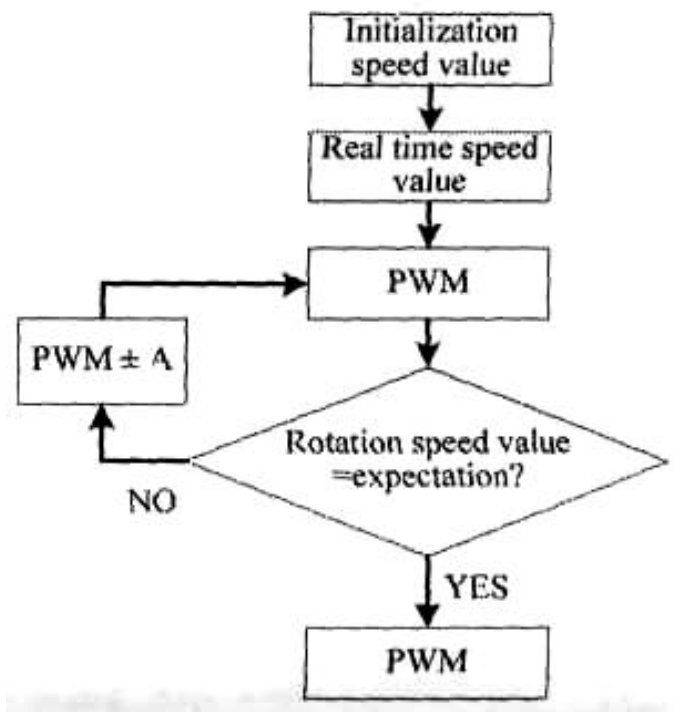 Initialization
speed value
Real time speed
value
PWM
PWM ± A
Rotation speed value
=expectation?
NO
YES
PWM